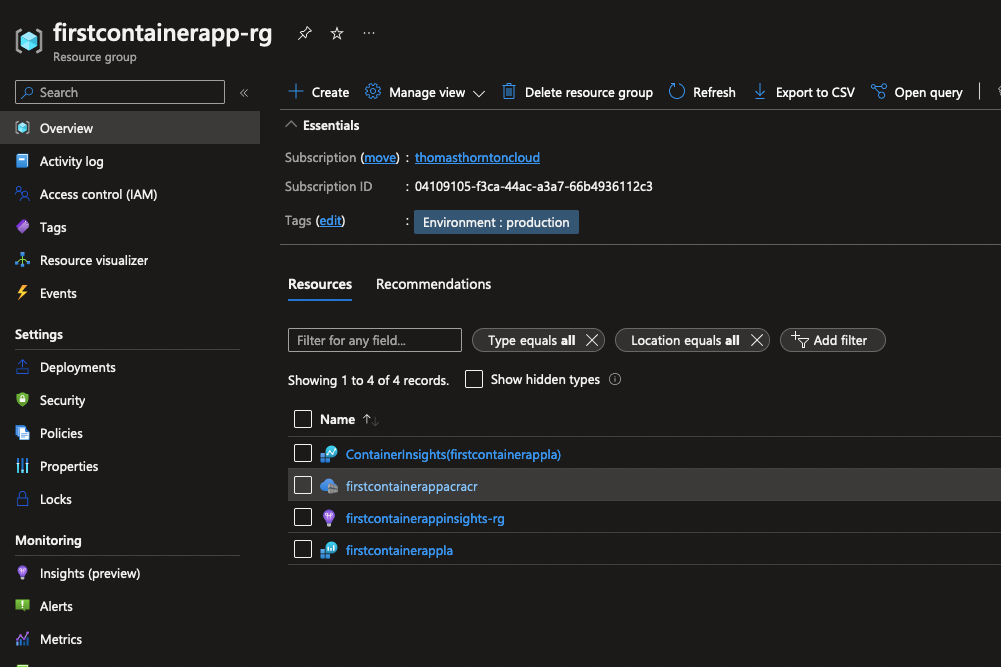 firstcontainerapp-rg
Resource group
Search
Overview
Activity log
Access control (IAM)
Tags
Resource visualizer
Events
Settings
Deployments
Security
Policies
Properties
Locks
Monitoring
Insights (preview)
Alerts
Metrics
Create Manage view Delete resource group Refresh Export to CSV Open query
Essentials
Subscription (move) : thomasthorntoncloud
Subscription ID : 04109105-f3ca-44ac-a3a7-66b4936112c3
Tags (edit) : Environment : production
Resources Recommendations
Filter for any field... Type equals all Location equals all Add filter
Showing 1 to 4 of 4 records. Show hidden types
Name
ContainerInsights(firstcontainerappla)
firstcontainerappacracr
firstcontainerappinsights-rg
firstcontainerappla